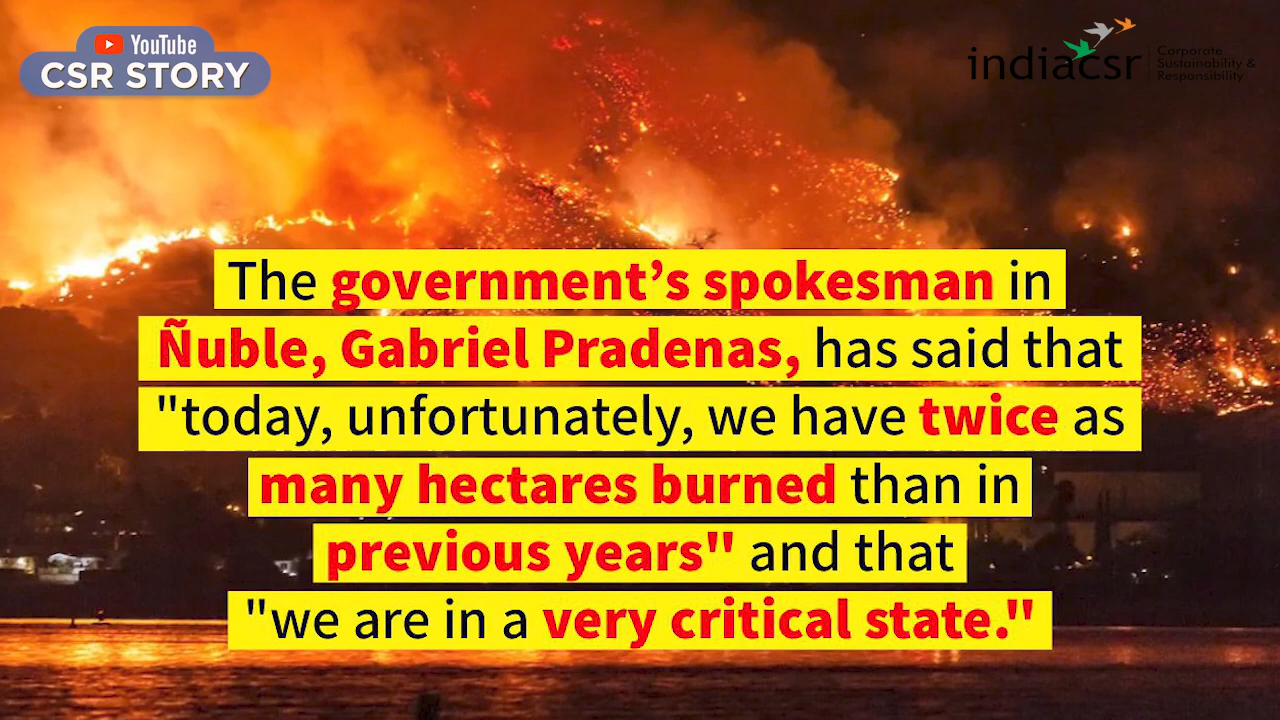 YouTube
CSR STORY
indiacsr
Corporate
Sustainability &
Responsibility
The government’s spokesman in
Ñuble, Gabriel Pradenas, has said that
"today, unfortunately, we have twice as
many hectares burned than in
previous years" and that
"we are in a very critical state."